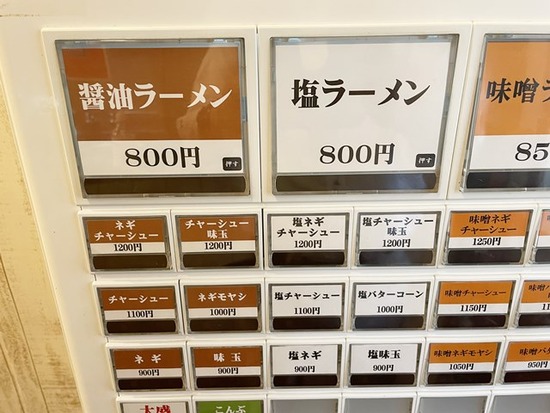 醤油ラーメン
800円
押す
塩ラーメン
800円
押す
味噌
ネギ
チャーシュー
1200円
チャーシュー
味玉
1200円
塩ネギ
チャーシュー
1200円
塩チャーシュー
味玉
1200円
味噌ネギ
チャーシュー
1250円
チャーシュー
1100円
ネギモヤシ
1000円
塩チャーシュー
1100円
塩バターコーン
1000円
味噌チャーシュー
1150円
ネギ
900円
味玉
900円
塩ネギ
900円
塩味玉
900円
味噌ネギモヤシ
1050円
950円
大盛
こんぶ